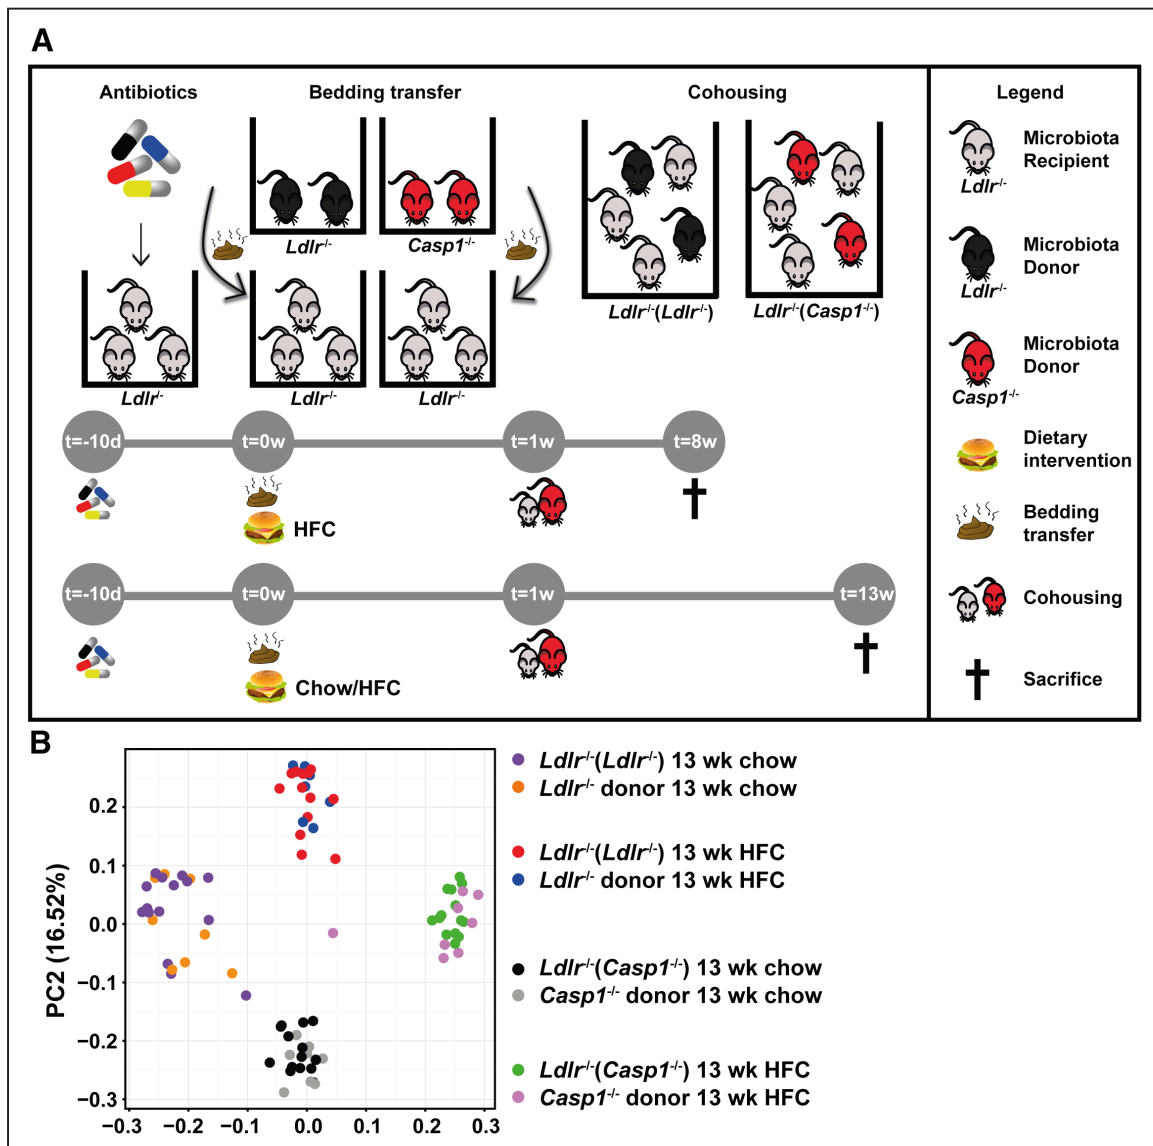 A
Antibiotics
Bedding transfer
Cohousing
Legend
Microbiota
Recipient
Ldlr-/-
Microbiota
Donor
Ldlr-/-
Microbiota
Donor
Casp1-/-
Dietary
intervention
Bedding
transfer
Cohousing
Sacrifice
Ldlr-/-
Casp1-/-
Ldlr-/-(Ldlr-/-)
Ldlr-/-(Casp1-/-)
Ldlr-/-
Ldlr-/-
Ldlr-/-
t=-10d
t=0w
t=1w
t=8w
HFC
t=-10d
t=0w
t=1w
t=13w
Chow/HFC
B
PC2 (16.52%)
0.2
0.1
0.0
−0.1
−0.2
−0.3
−0.3
−0.2
−0.1
0.0
0.1
0.2
0.3
Ldlr-/-(Ldlr-/-) 13 wk chow
Ldlr-/- donor 13 wk chow
Ldlr-/-(Ldlr-/-) 13 wk HFC
Ldlr-/- donor 13 wk HFC
Ldlr-/-(Casp1-/-) 13 wk chow
Casp1-/- donor 13 wk chow
Ldlr-/-(Casp1-/-) 13 wk HFC
Casp1-/- donor 13 wk HFC